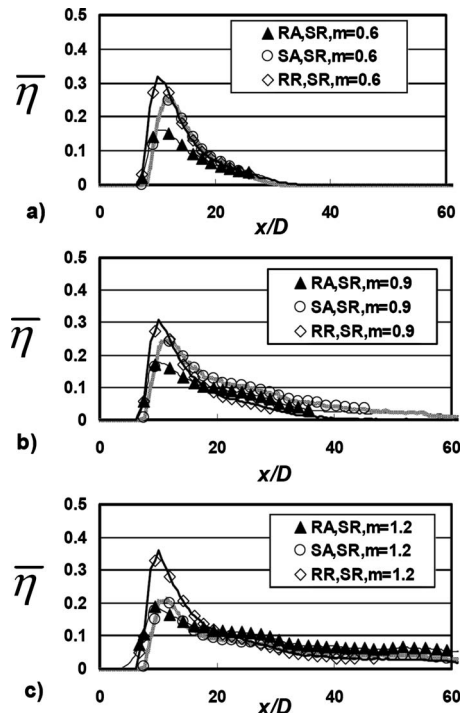 0.5
0.4
0.3
0.2
0.1
0
η
RA,SR,m=0.6
SA,SR,m=0.6
RR,SR,m=0.6
a)
0 20 40 60
x/D
0.5
0.4
0.3
0.2
0.1
0
η
RA,SR,m=0.9
SA,SR,m=0.9
RR,SR,m=0.9
b)
0 20 40 60
x/D
0.5
0.4
0.3
0.2
0.1
0
η
RA,SR,m=1.2
SA,SR,m=1.2
RR,SR,m=1.2
c)
0 20 40 60
x/D